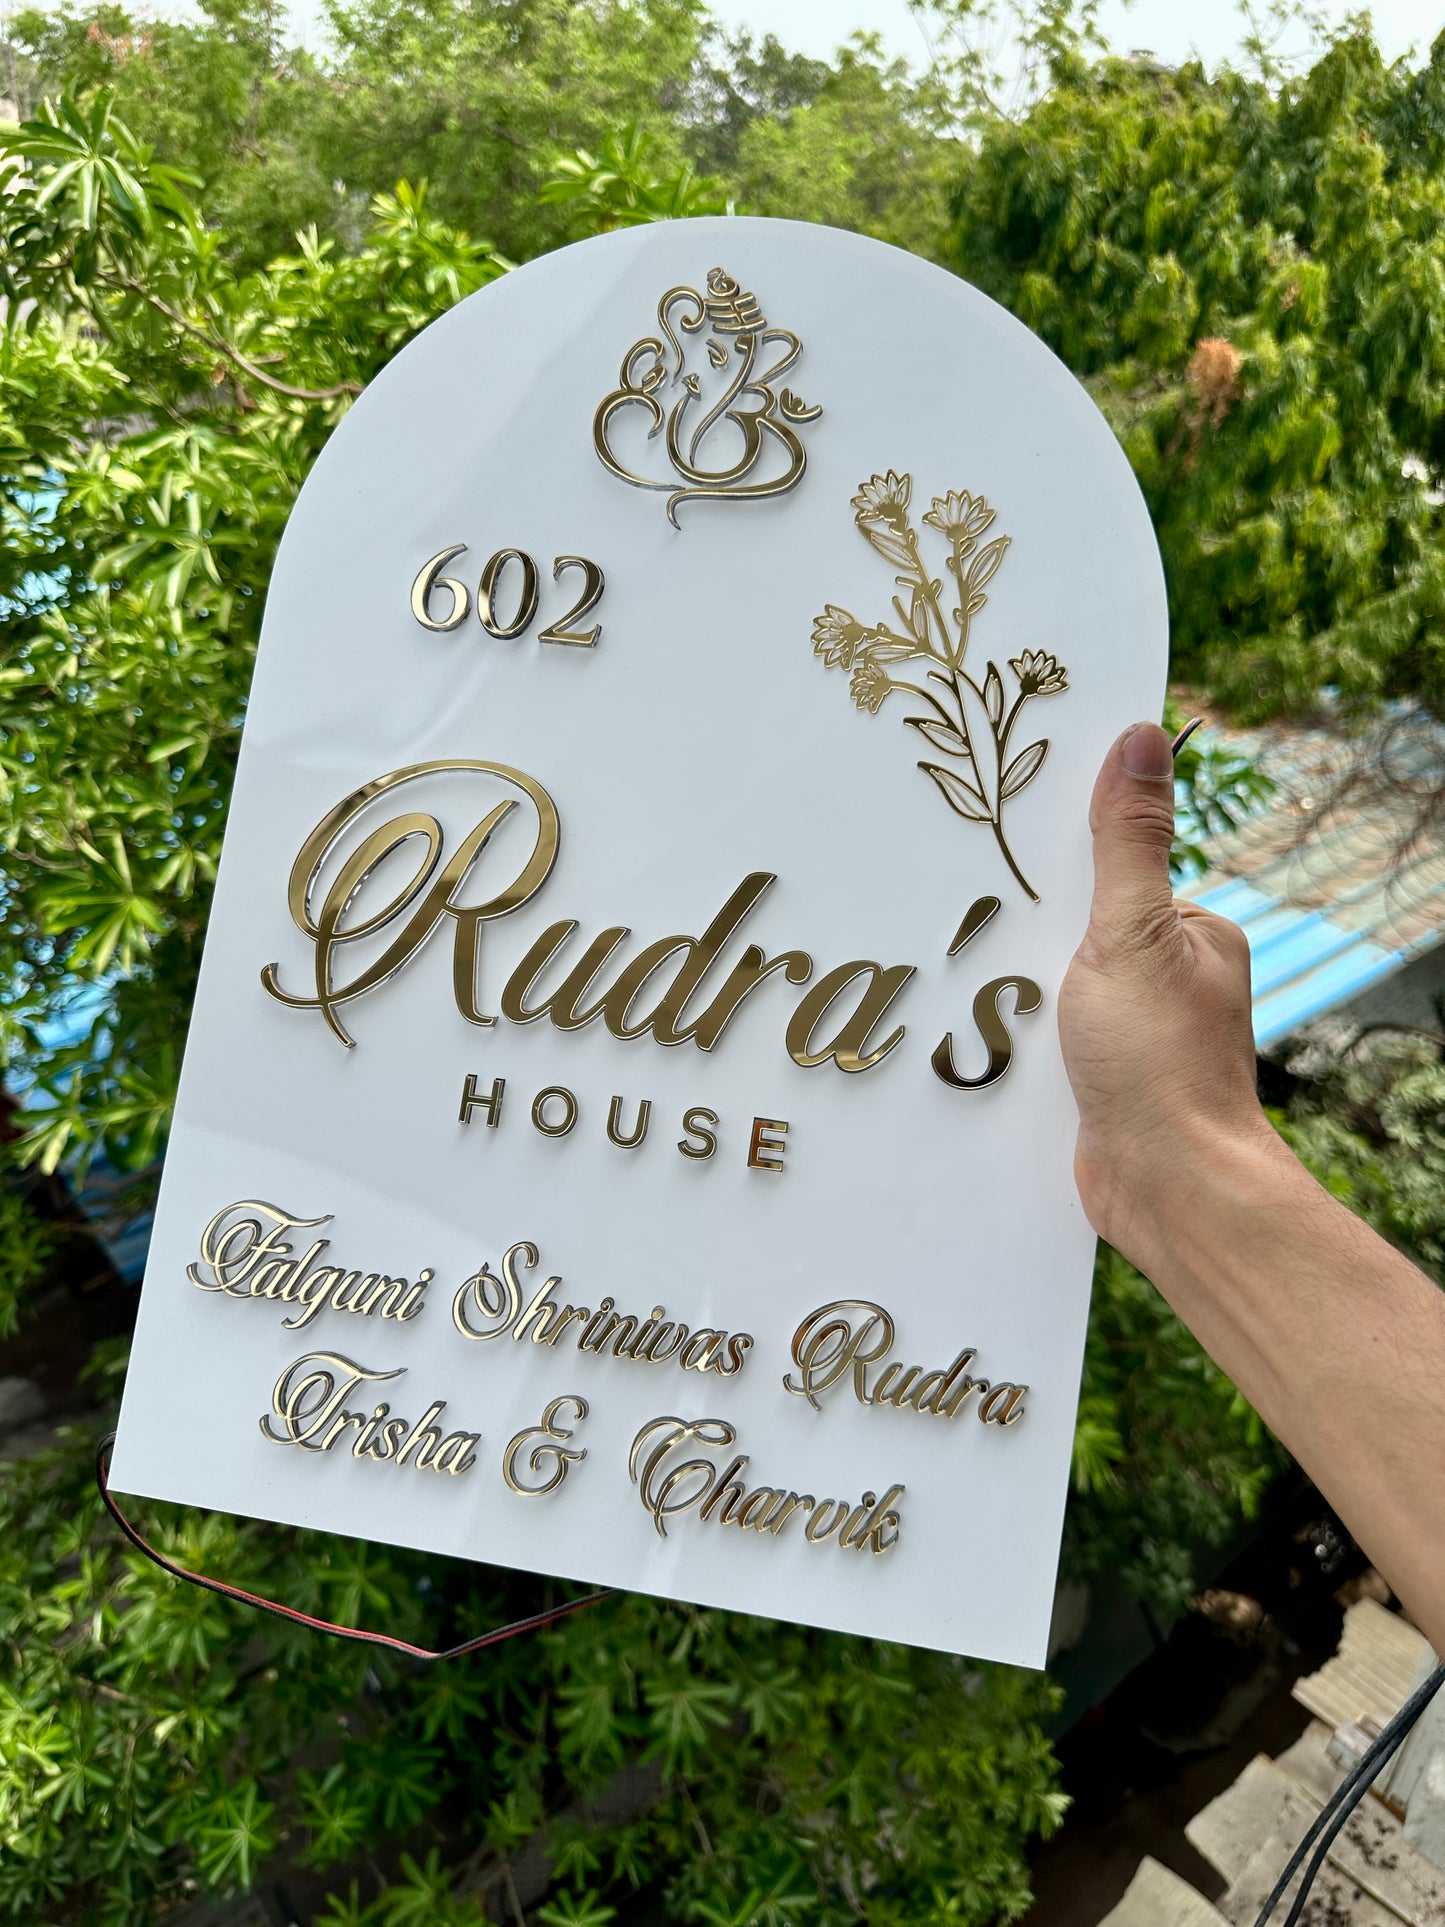 602
Rudra's
HOUSE
Falguni Shrinivas Rudra
Trisha & Charvik